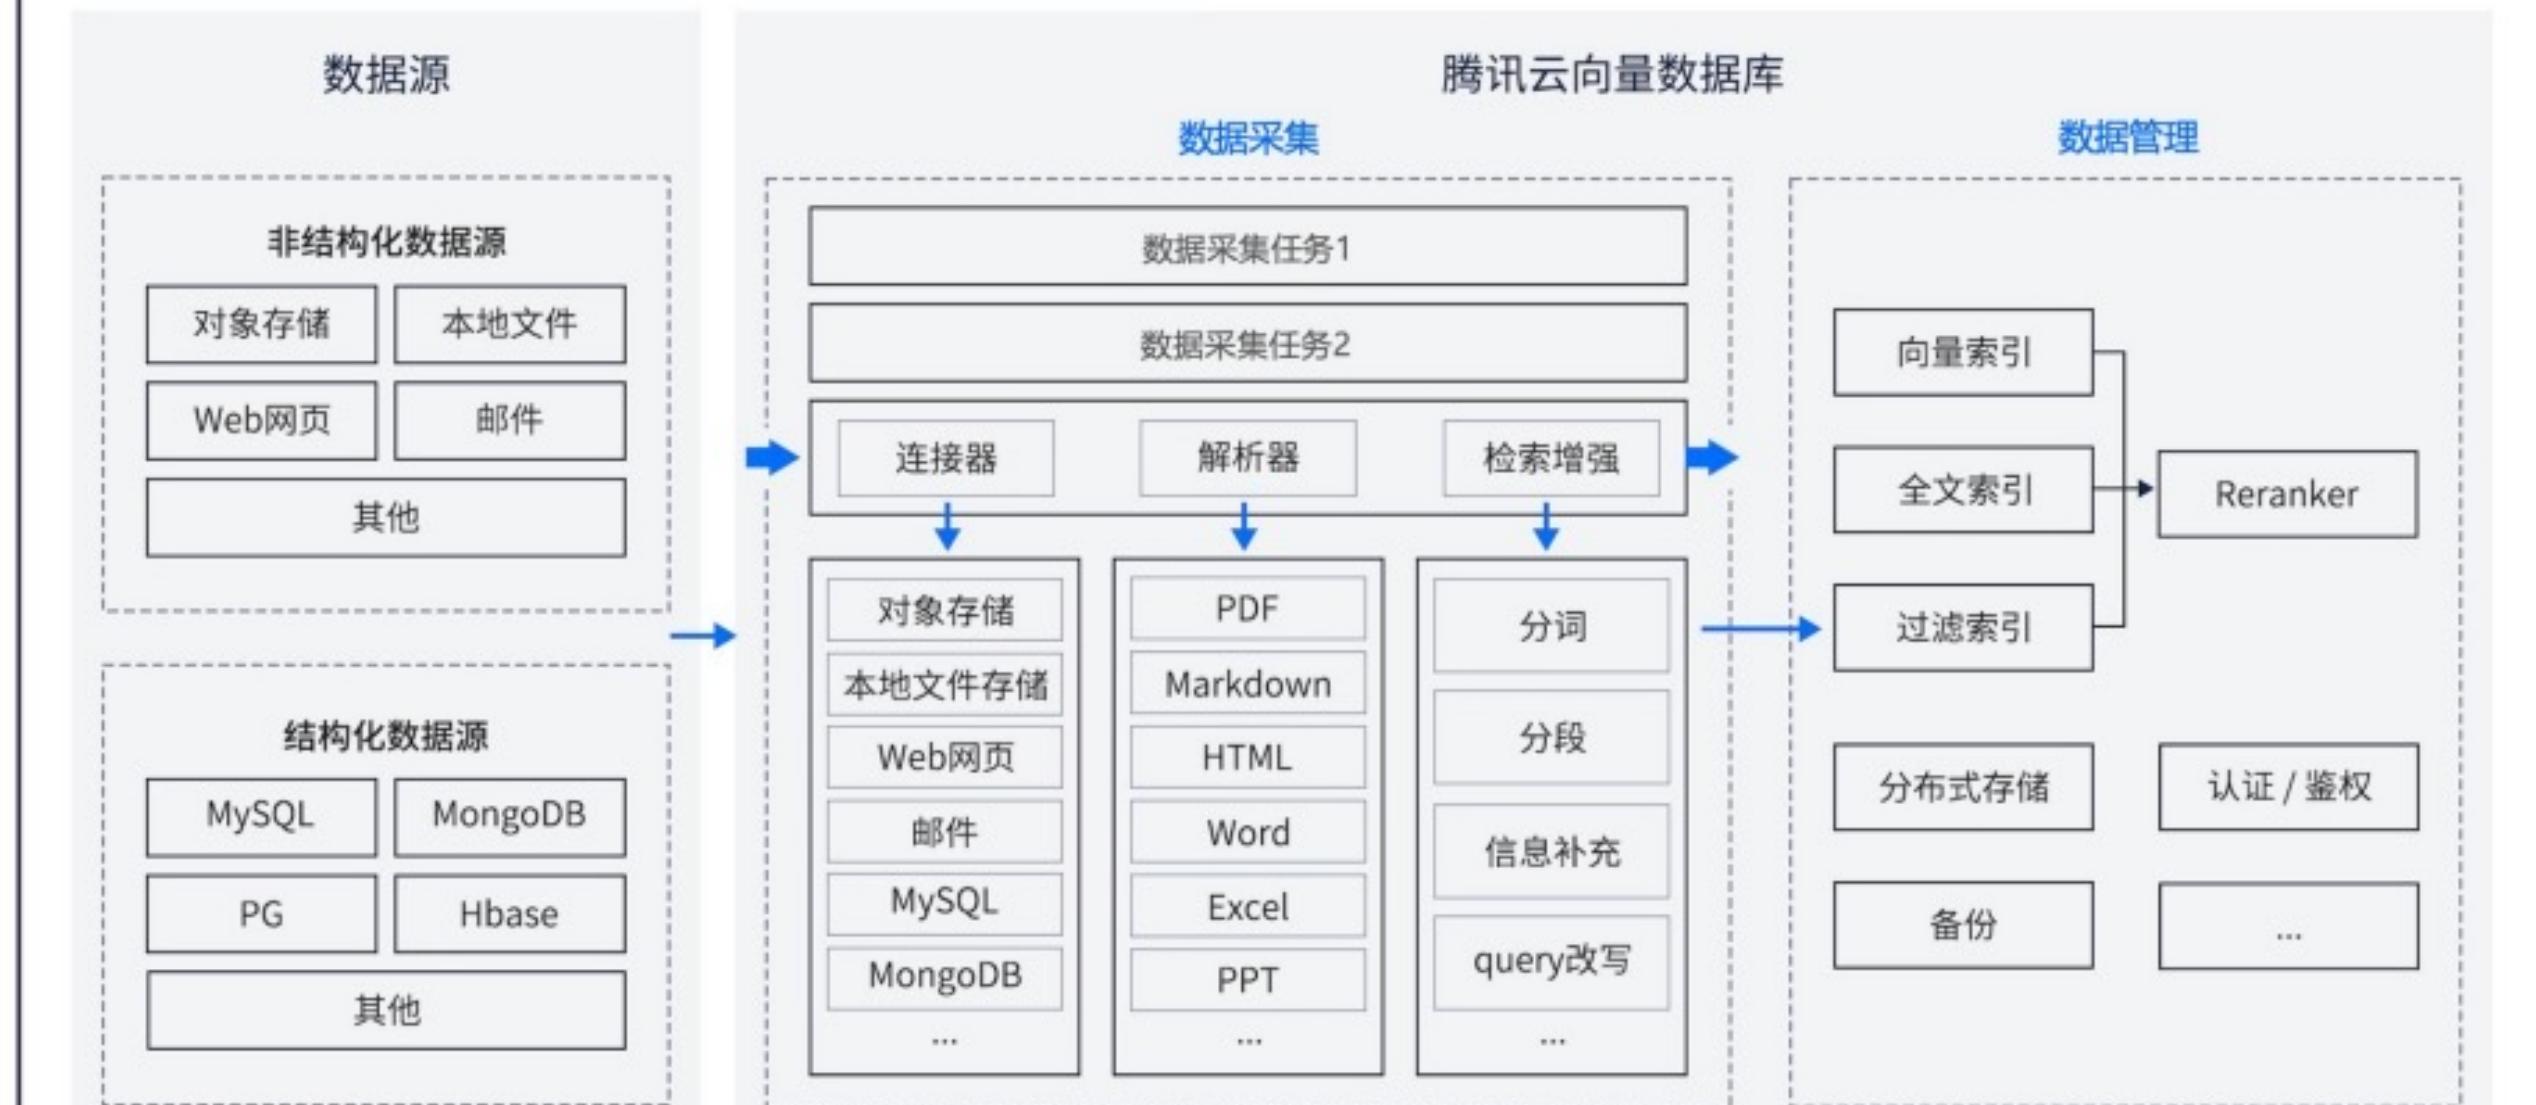 数据源
非结构化数据源
对象存储
本地文件
Web网页
邮件
其他
结构化数据源
MySQL
MongoDB
PG
Hbase
其他
腾讯云向量数据库
数据采集
数据采集任务1
数据采集任务2
连接器
解析器
检索增强
对象存储
本地文件存储
Web网页
邮件
MySQL
MongoDB
...
PDF
Markdown
HTML
Word
Excel
PPT
...
分词
分段
信息补充
query改写
...
数据管理
向量索引
全文索引
过滤索引
Reranker
分布式存储
认证 / 鉴权
备份
...